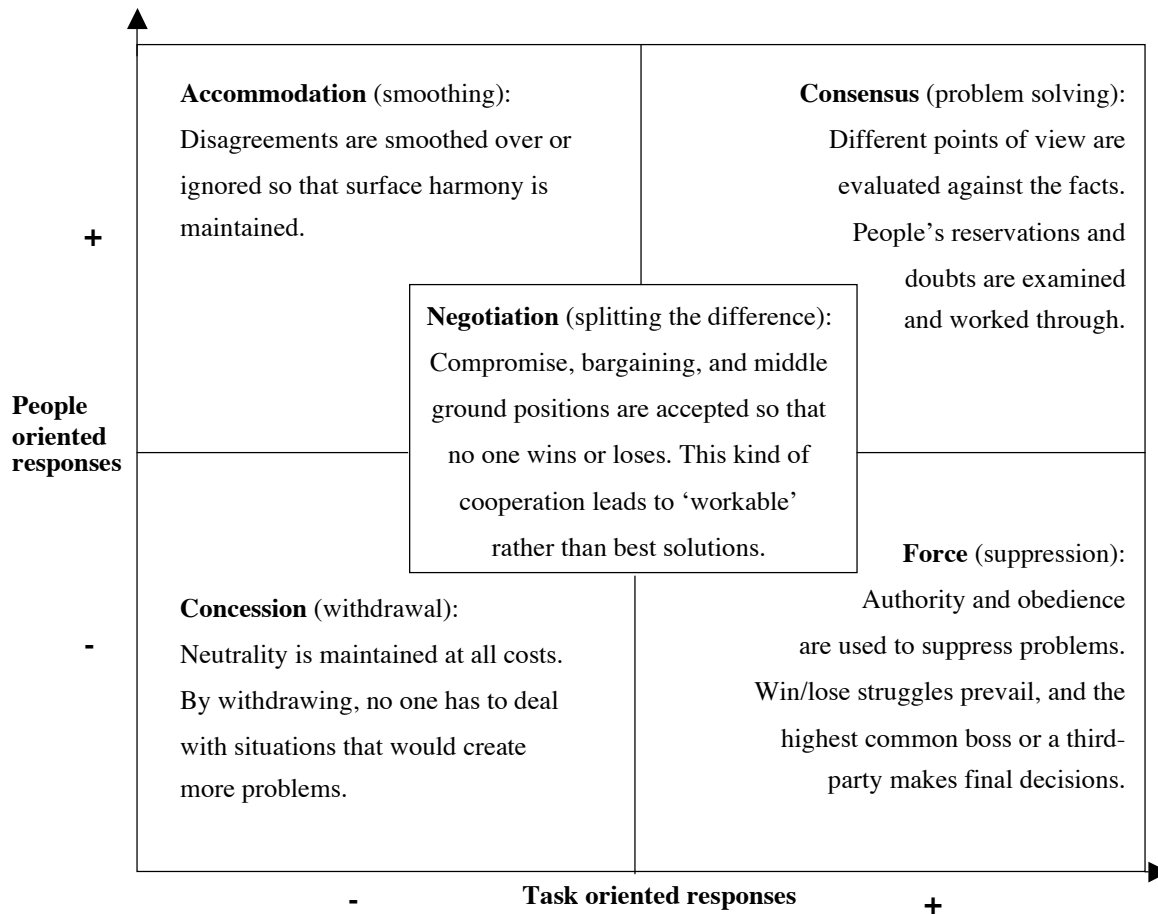 Accommodation (smoothing):
Disagreements are smoothed over or
ignored so that surface harmony is
maintained.
Consensus (problem solving):
Different points of view are
evaluated against the facts.
People’s reservations and
doubts are examined
and worked through.
+
Negotiation (splitting the difference):
Compromise, bargaining, and middle
ground positions are accepted so that
no one wins or loses. This kind of
cooperation leads to ‘workable’
rather than best solutions.
People
oriented
responses
Concession (withdrawal):
Neutrality is maintained at all costs.
By withdrawing, no one has to deal
with situations that would create
more problems.
Force (suppression):
Authority and obedience
are used to suppress problems.
Win/lose struggles prevail, and the
highest common boss or a third-
party makes final decisions.
-
-
Task oriented responses
+